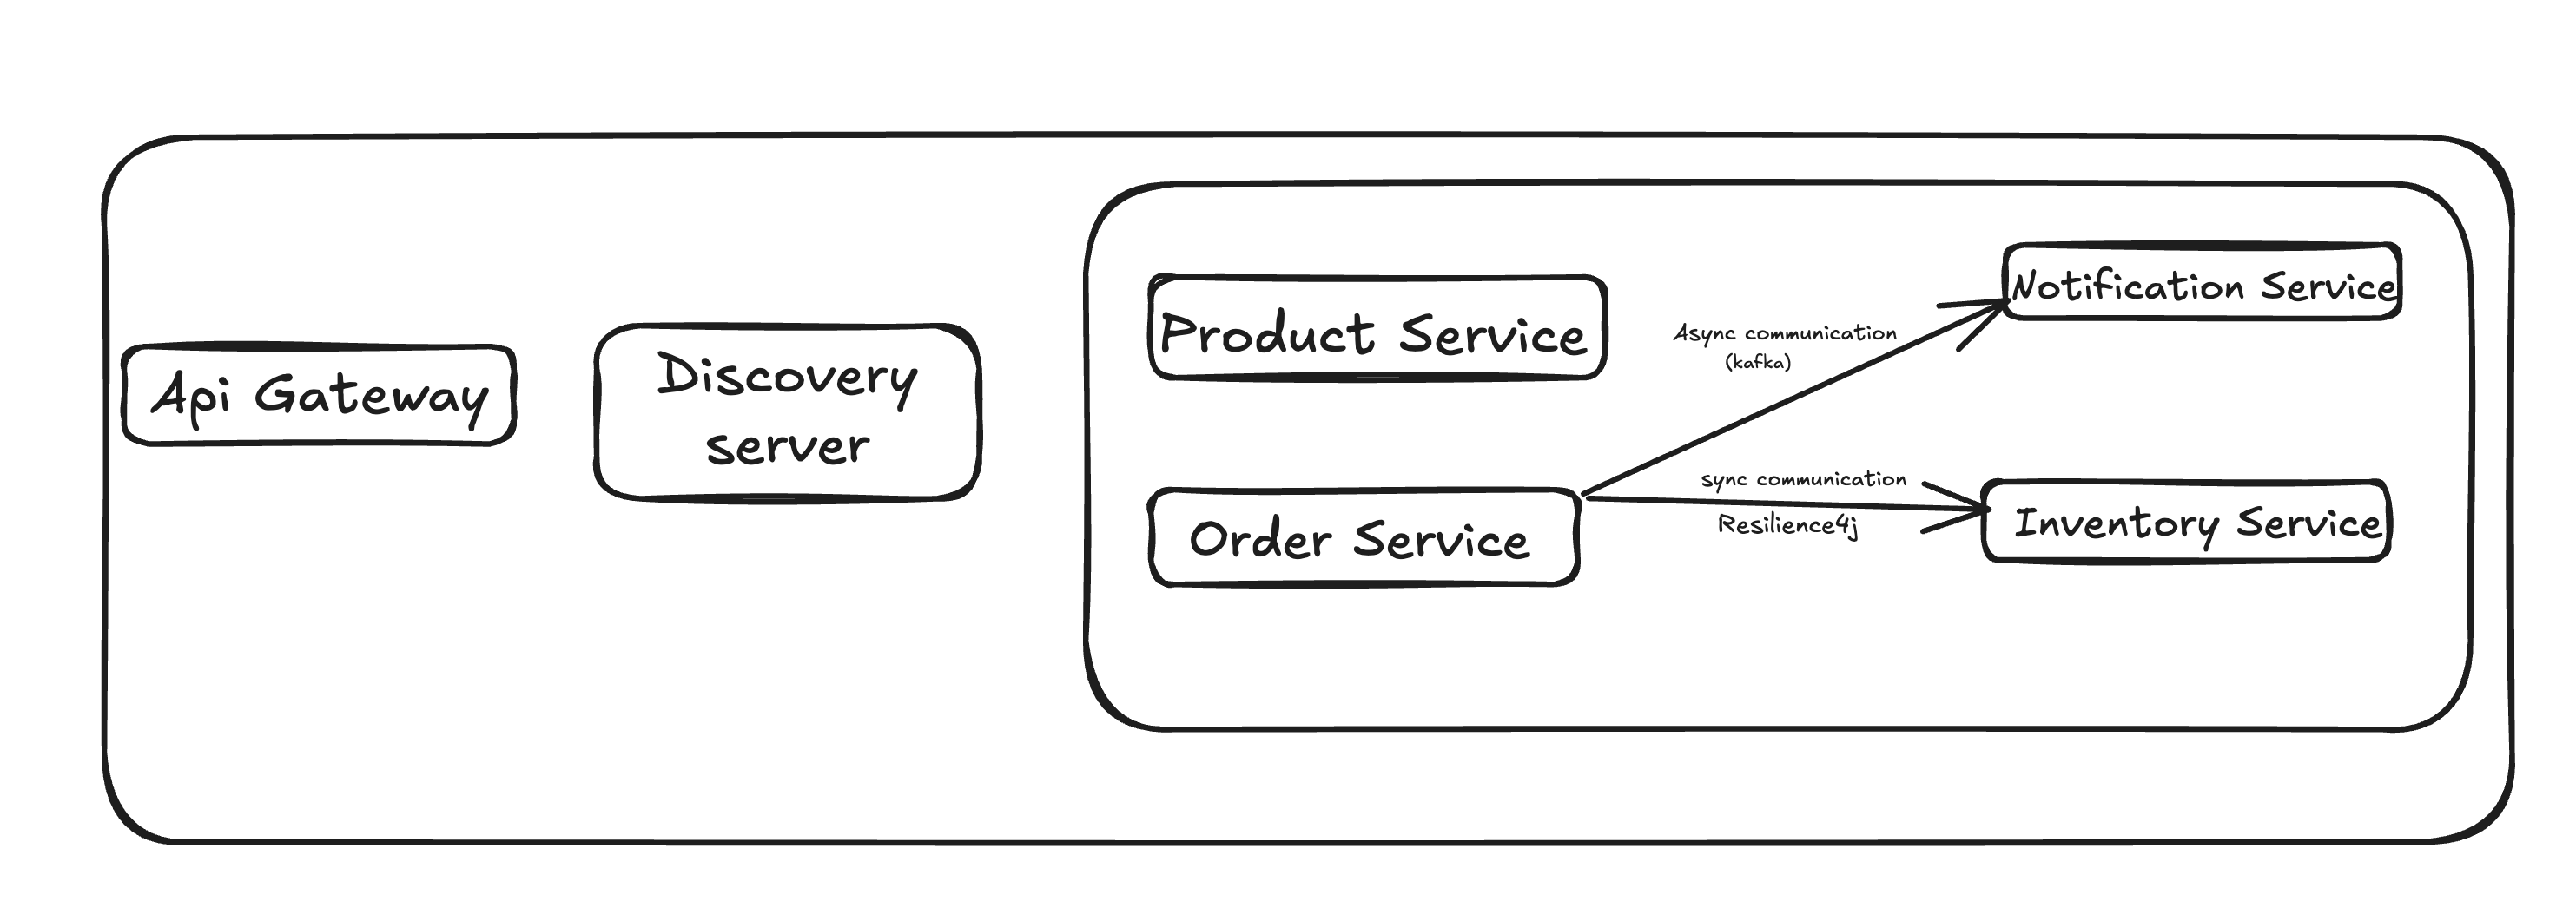 Api Gateway
Discovery
server
Product Service
Order Service
Async communication
(kafka)
sync communication
Resilience4j
Notification Service
Inventory Service